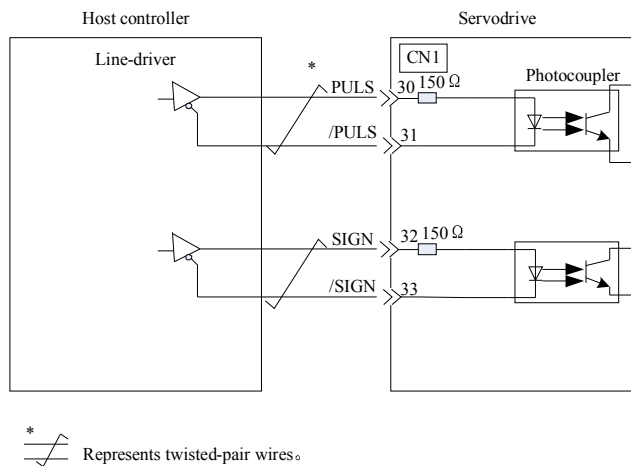 Host controller
Servodrive
Line-driver
*
CN1
Photocoupler
PULS
30
150 Ω
/PULS
31
SIGN
32
150 Ω
/SIGN
33
*
Represents twisted-pair wires。